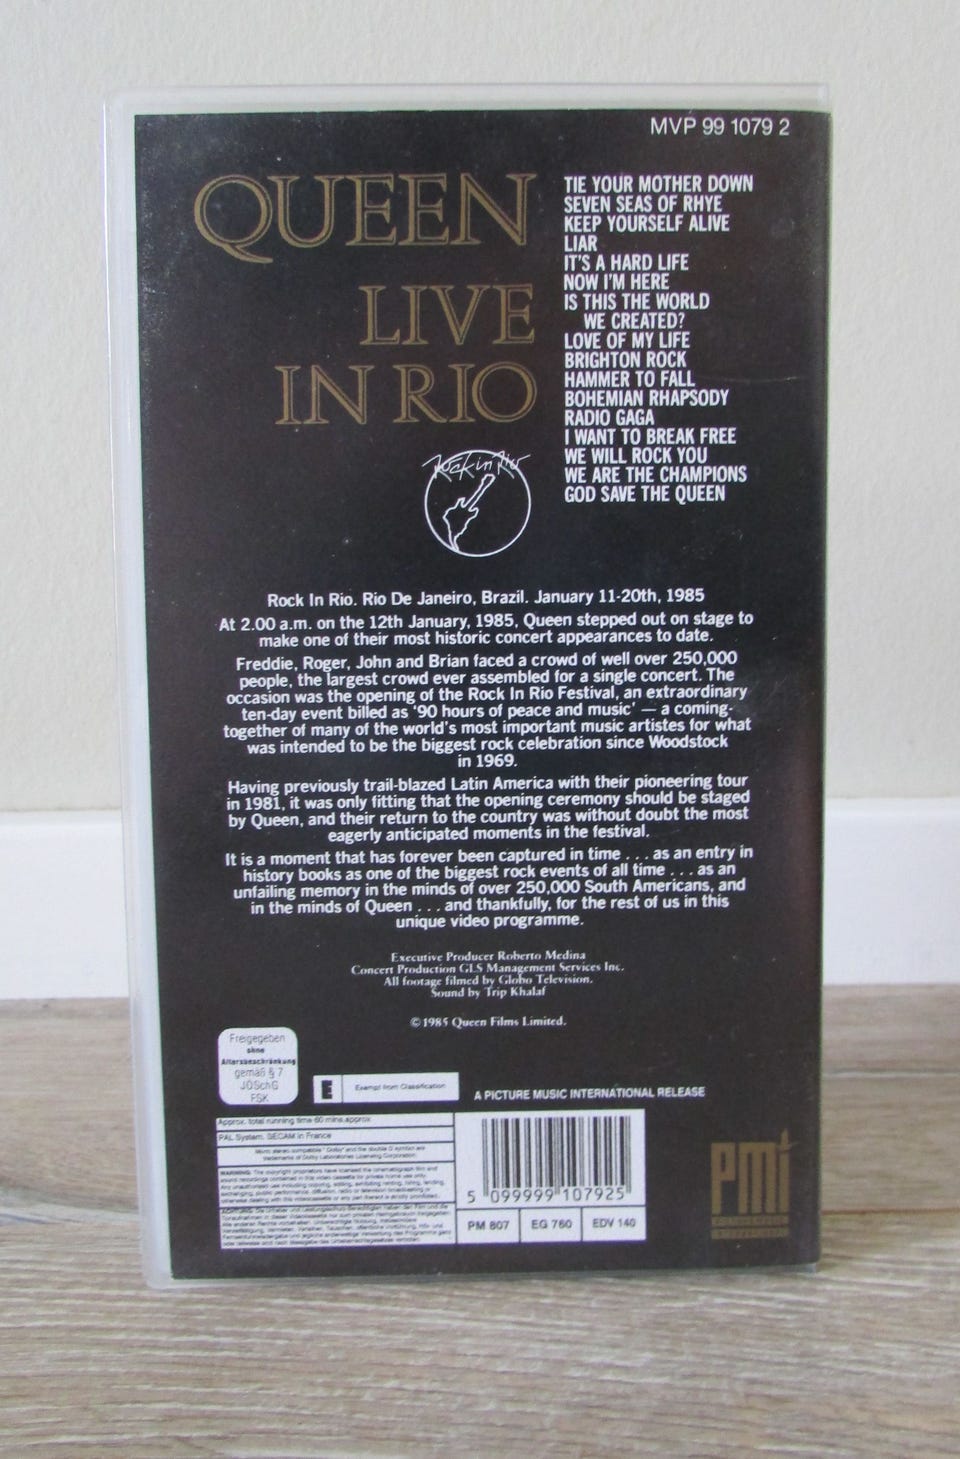 MVP 99 1079 2
QUEEN
LIVE
IN RIO
Rock in Rio
TIE YOUR MOTHER DOWN
SEVEN SEAS OF RHYE
KEEP YOURSELF ALIVE
LIAR
IT'S A HARD LIFE
NOW I'M HERE
IS THIS THE WORLD
WE CREATED?
LOVE OF MY LIFE
BRIGHTON ROCK
HAMMER TO FALL
BOHEMIAN RHAPSODY
RADIO GAGA
I WANT TO BREAK FREE
WE WILL ROCK YOU
WE ARE THE CHAMPIONS
GOD SAVE THE QUEEN
Rock In Rio. Rio De Janeiro, Brazil. January 11-20th, 1985
At 2.00 a.m. on the 12th January, 1985, Queen stepped out on stage to
make one of their most historic concert appearances to date.
Freddie, Roger, John and Brian faced a crowd of well over 250,000
people, the largest crowd ever assembled for a single concert. The
occasion was the opening of the Rock In Rio Festival, an extraordinary
ten-day event billed as '90 hours of peace and music' — a coming-
together of many of the world's most important music artistes for what
was intended to be the biggest rock celebration since Woodstock
in 1969.
Having previously trail-blazed Latin America with their pioneering tour
in 1981, it was only fitting that the opening ceremony should be staged
by Queen, and their return to the country was without doubt the most
eagerly anticipated moments in the festival.
It is a moment that has forever been captured in time . . . as an entry in
history books as one of the biggest rock events of all time . . . as an
unfailing memory in the minds of over 250,000 South Americans, and
in the minds of Queen . . . and thankfully, for the rest of us in this
unique video programme.
Executive Producer Roberto Medina
Concert Production GLS Management Services Inc.
All footage filmed by Globo Television.
Sound by Trip Khalaf
©1985 Queen Films Limited.
Freigegeben
ohne
Altersbeschränkung
gemäß § 7
JÖSchG
FSK
E
Exempt from Classification
A PICTURE MUSIC INTERNATIONAL RELEASE
Approx. total running time 60 mins.approx
PAL System. SECAM in France
5 099999 107925
PM 807
EG 760
EDV 140
PMi